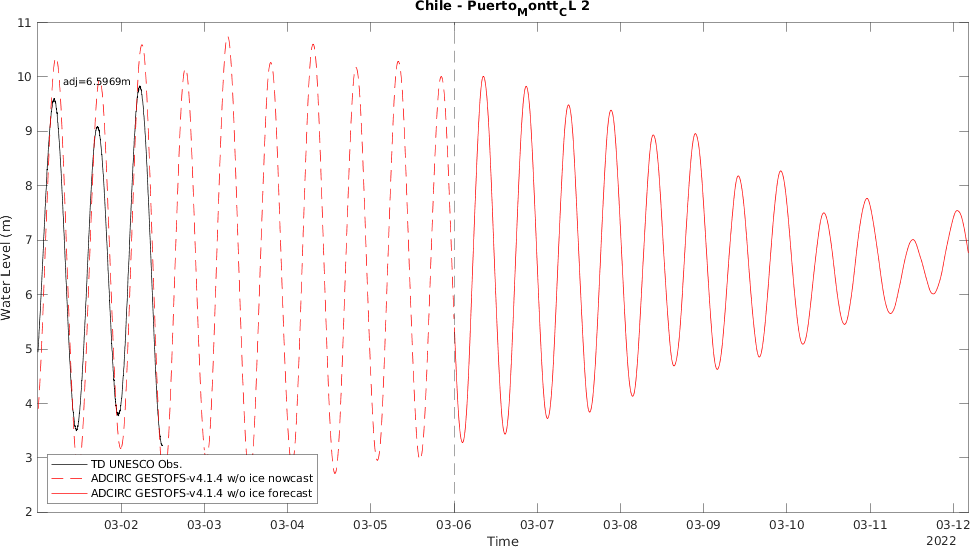 Chile - PuertoMonttCL 2
11
10
9
8
7
6
5
4
3
2
Water Level (m)
adj=6.5969m
TD UNESCO Obs.
ADCIRC GESTOFS-v4.1.4 w/o ice nowcast
ADCIRC GESTOFS-v4.1.4 w/o ice forecast
03-02 03-03 03-04 03-05 03-06 03-07 03-08 03-09 03-10 03-11 03-12
Time
2022